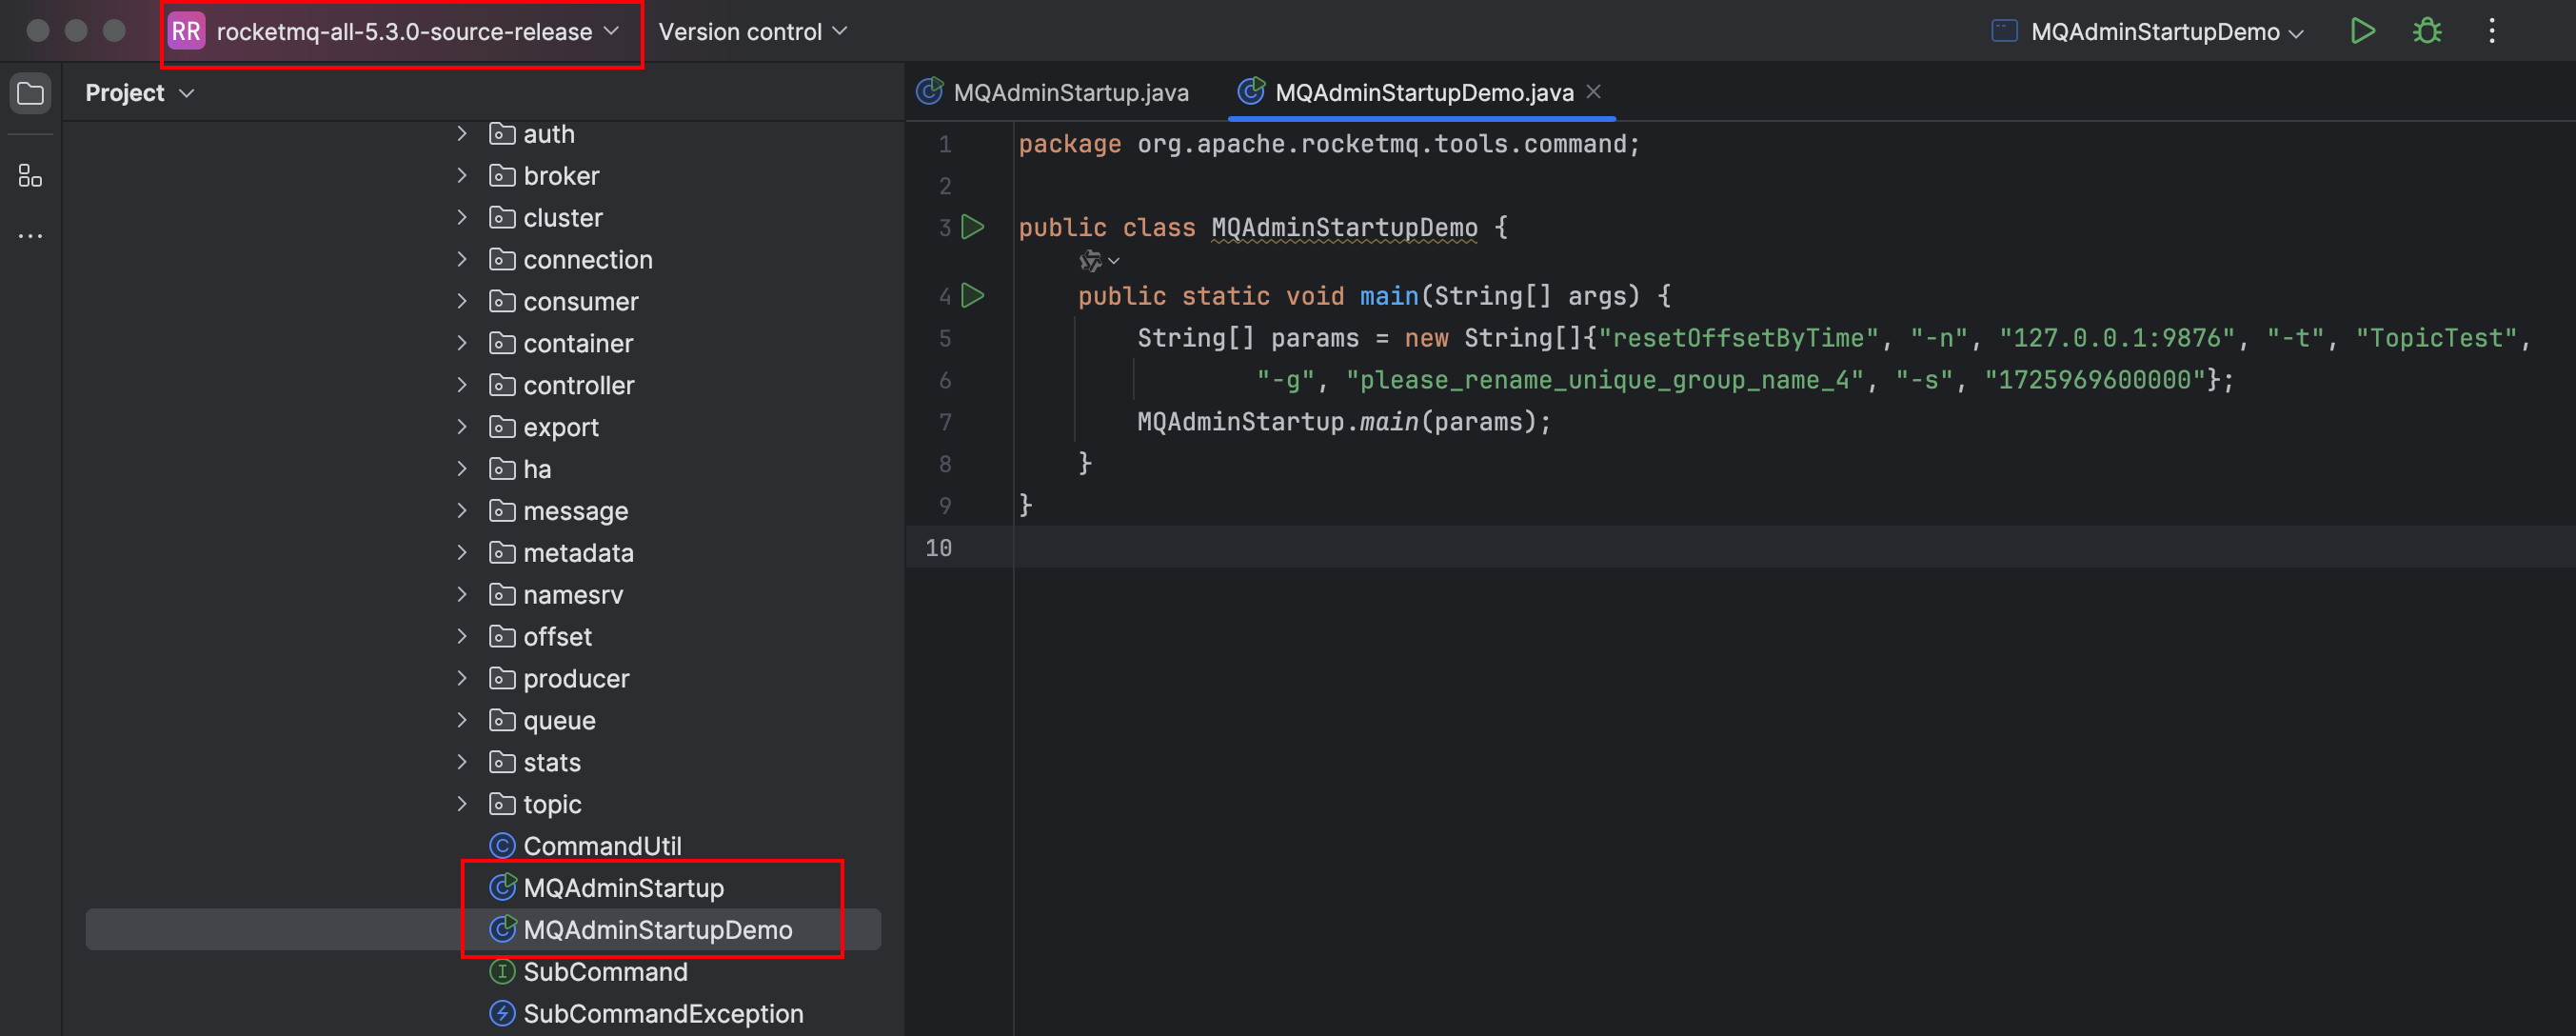 RR rocketmq-all-5.3.0-source-release Version control MQAdminStartupDemo
Project
auth
broker
cluster
connection
consumer
container
controller
export
ha
message
metadata
namesrv
offset
producer
queue
stats
topic
CommandUtil
MQAdminStartup
MQAdminStartupDemo
SubCommand
SubCommandException
MQAdminStartup.java MQAdminStartupDemo.java
1 package org.apache.rocketmq.tools.command;
2
3 public class MQAdminStartupDemo {
4 public static void main(String[] args) {
5 String[] params = new String[]{"resetOffsetByTime", "-n", "127.0.0.1:9876", "-t", "TopicTest",
6 "-g", "please_rename_unique_group_name_4", "-s", "1725969600000"};
7 MQAdminStartup.main(params);
8 }
9 }
10